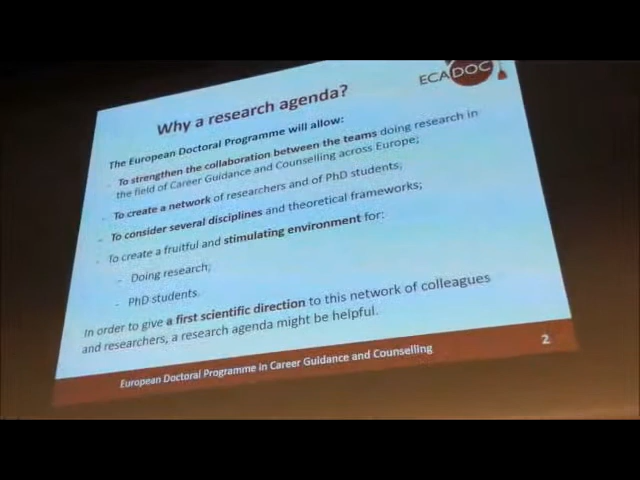 ECADOC
Why a research agenda?
The European Doctoral Programme will allow:
- To strengthen the collaboration between the teams doing research in
the field of Career Guidance and Counselling across Europe;
- To create a network of researchers and of PhD students;
- To consider several disciplines and theoretical frameworks;
- To create a fruitful and stimulating environment for:
- Doing research;
- PhD students.
In order to give a first scientific direction to this network of colleagues
and researchers, a research agenda might be helpful.
European Doctoral Programme in Career Guidance and Counselling
2